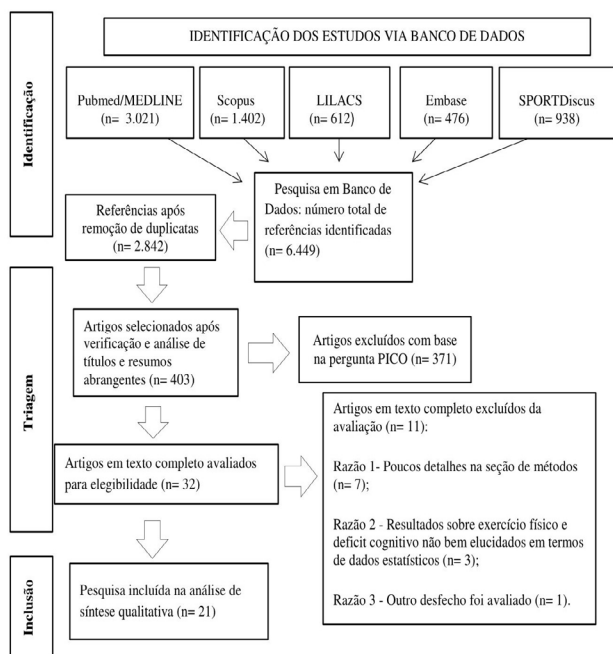 IDENTIFICAÇÃO DOS ESTUDOS VIA BANCO DE DADOS
Identificação
Pubmed/MEDLINE
(n= 3.021)
Scopus
(n= 1.402)
LILACS
(n= 612)
Embase
(n= 476)
SPORTDiscus
(n= 938)
Pesquisa em Banco de
Dados: número total de
referências identificadas
(n= 6.449)
Referências após
remoção de duplicatas
(n= 2.842)
Triagem
Artigos selecionados após
verificação e análise de
títulos e resumos
abrangentes (n= 403)
Artigos excluídos com base
na pergunta PICO (n= 371)
Artigos em texto completo avaliados
para elegibilidade (n= 32)
Artigos em texto completo excluídos da
avaliação (n= 11):
Razão 1- Poucos detalhes na seção de métodos
(n= 7);
Razão 2 - Resultados sobre exercício físico e
deficit cognitivo não bem elucidados em termos
de dados estatísticos (n= 3);
Razão 3 - Outro desfecho foi avaliado (n= 1).
Inclusão
Pesquisa incluída na análise de
síntese qualitativa (n= 21)